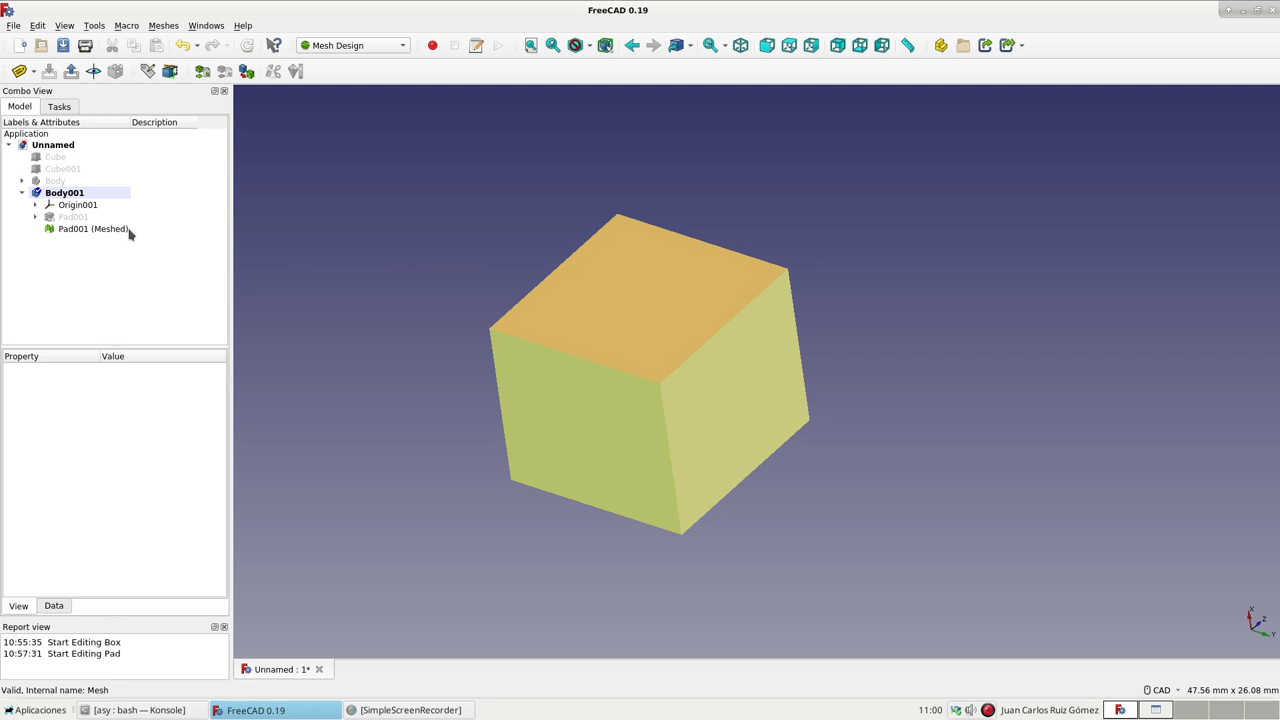 FreeCAD 0.19
File Edit View Tools Macro Meshes Windows Help
Mesh Design
Combo View
Model Tasks
Labels & Attributes Description
Application
Unnamed
Cube
Cube001
Body
Body001
Origin001
Pad001
Pad001 (Meshed)
Property Value
View Data
Report view
10:55:35 Start Editing Box
10:57:31 Start Editing Pad
X
Z
Y
Unnamed : 1*
Valid, Internal name: Mesh
CAD 47.56 mm x 26.08 mm
Aplicaciones [asy : bash — Konsole] FreeCAD 0.19 [SimpleScreenRecorder] 11:00 Juan Carlos Ruiz Gómez